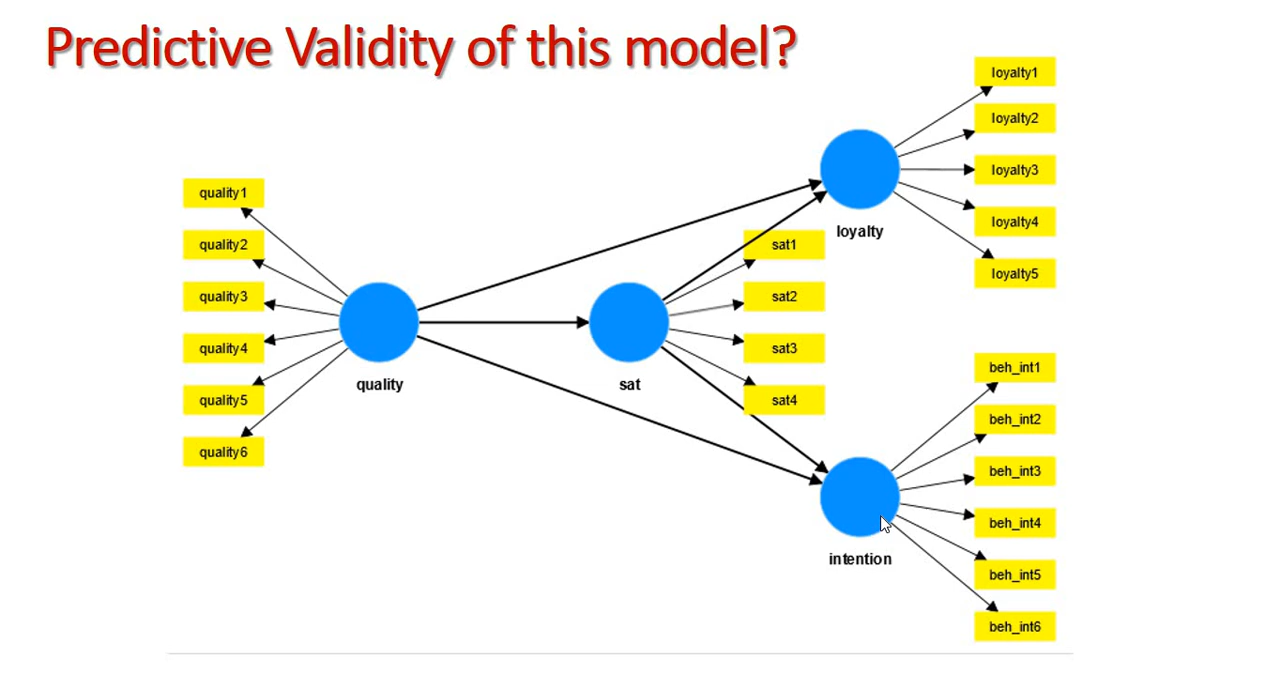 Predictive Validity of this model?
quality1
quality2
quality3
quality4
quality5
quality6
quality
sat
sat1
sat2
sat3
sat4
loyalty
loyalty1
loyalty2
loyalty3
loyalty4
loyalty5
intention
beh_int1
beh_int2
beh_int3
beh_int4
beh_int5
beh_int6